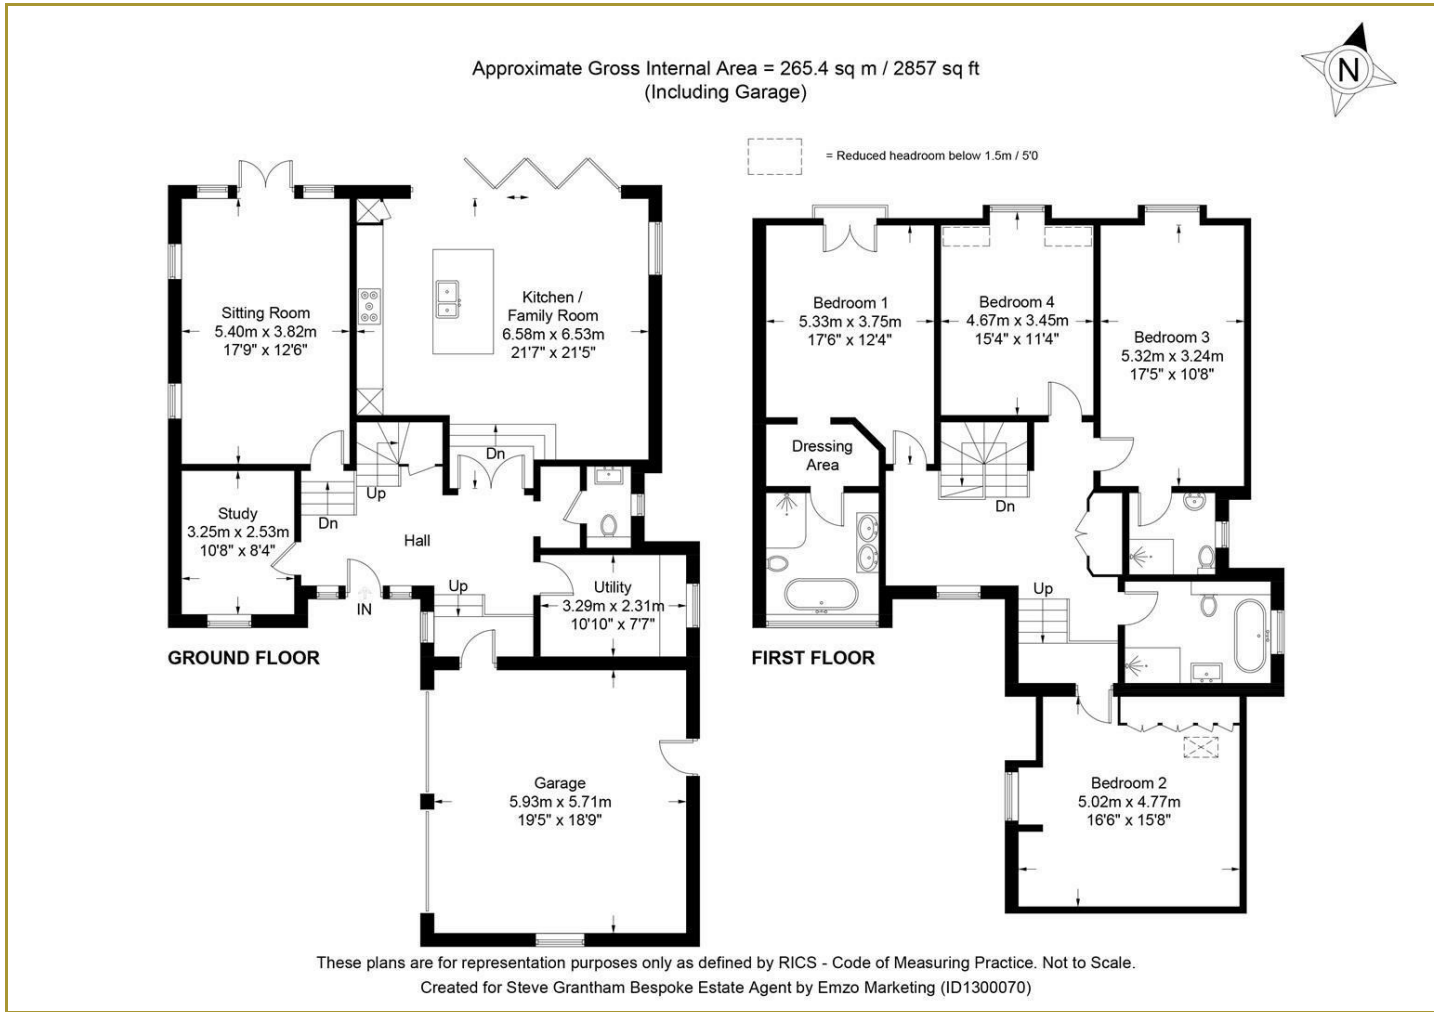 Approximate Gross Internal Area = 265.4 sq m / 2857 sq ft
(Including Garage)
N
= Reduced headroom below 1.5m / 5'0
Sitting Room
5.40m x 3.82m
17'9" x 12'6"
Kitchen /
Family Room
6.58m x 6.53m
21'7" x 21'5"
Dn
Up
Dn
Study
3.25m x 2.53m
10'8" x 8'4"
Hall
IN
Up
Utility
3.29m x 2.31m
10'10" x 7'7"
GROUND FLOOR
Garage
5.93m x 5.71m
19'5" x 18'9"
Bedroom 1
5.33m x 3.75m
17'6" x 12'4"
Bedroom 4
4.67m x 3.45m
15'4" x 11'4"
Bedroom 3
5.32m x 3.24m
17'5" x 10'8"
Dressing
Area
Dn
Up
FIRST FLOOR
Bedroom 2
5.02m x 4.77m
16'6" x 15'8"
These plans are for representation purposes only as defined by RICS - Code of Measuring Practice. Not to Scale.
Created for Steve Grantham Bespoke Estate Agent by Emzo Marketing (ID1300070)